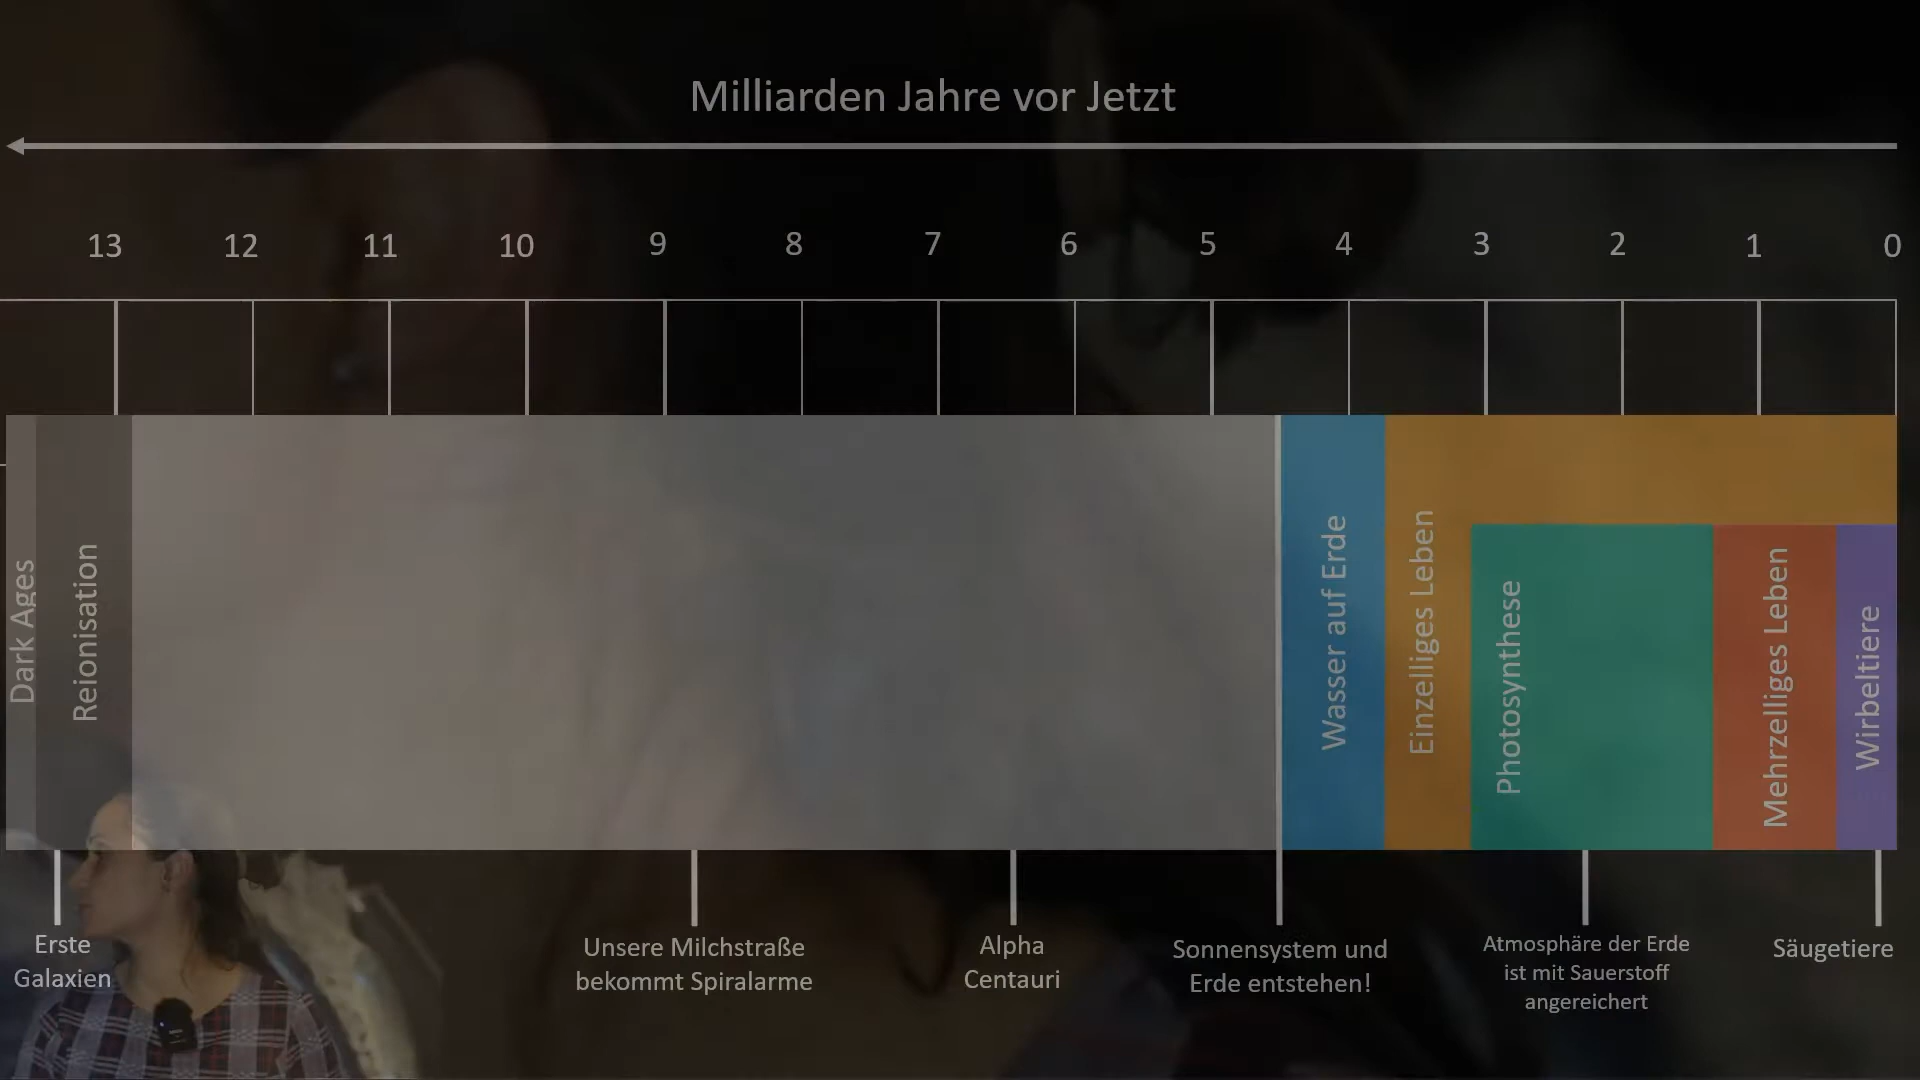 Milliarden Jahre vor Jetzt
13 12 11 10 9 8 7 6 5 4 3 2 1 0
Dark Ages
Reionisation
Wasser auf Erde
Einzelliges Leben
Photosynthese
Mehrzelliges Leben
Wirbeltiere
Erste
Galaxien
Unsere Milchstraße
bekommt Spiralarme
Alpha
Centauri
Sonnensystem und
Erde entstehen!
Atmosphäre der Erde
ist mit Sauerstoff
angereichert
Säugetiere